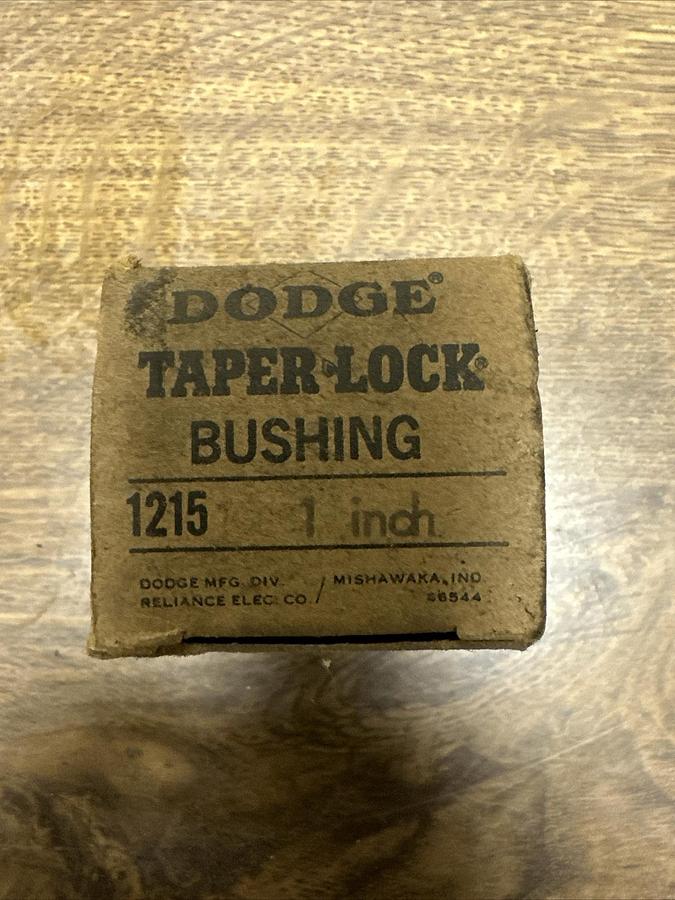 DODGE®
TAPER-LOCK®
BUSHING
1215 1 inch
DODGE MFG. DIV. / MISHAWAKA, IND
RELIANCE ELEC. CO. / 46544